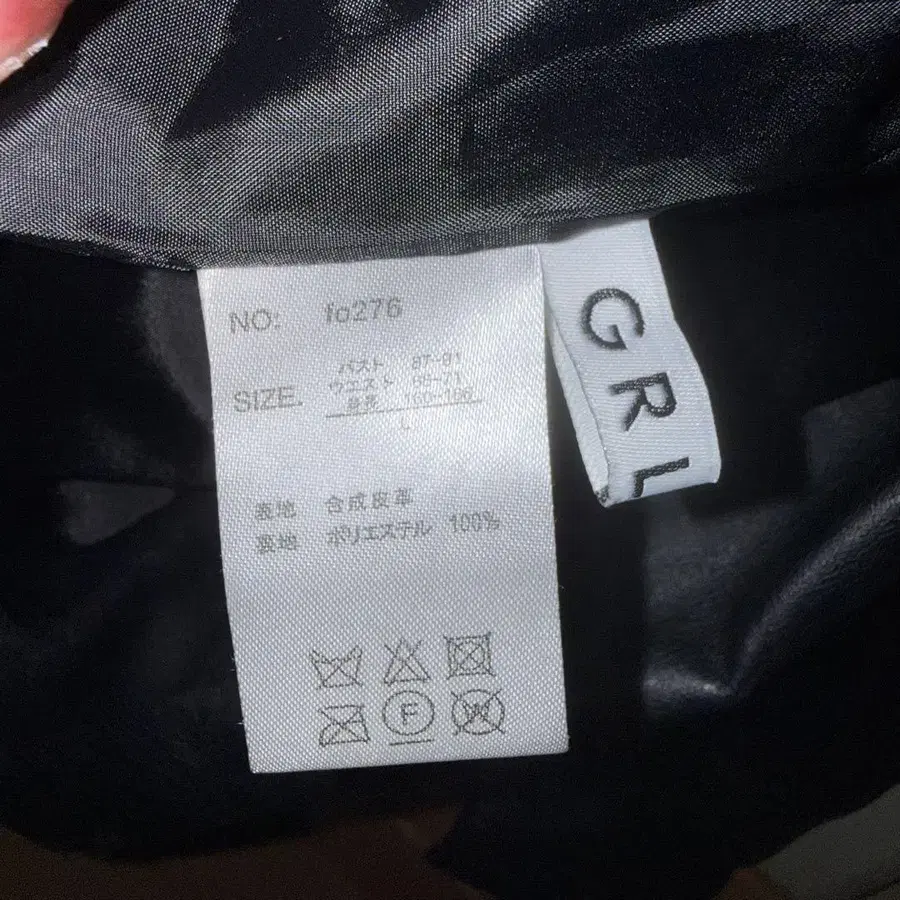 NO: fo276
バスト 87-91
SIZE. ウエスト 66-71
身長 160-166
L
表地 合成皮革
裏地 ポリエステル 100%
F
W
GRL